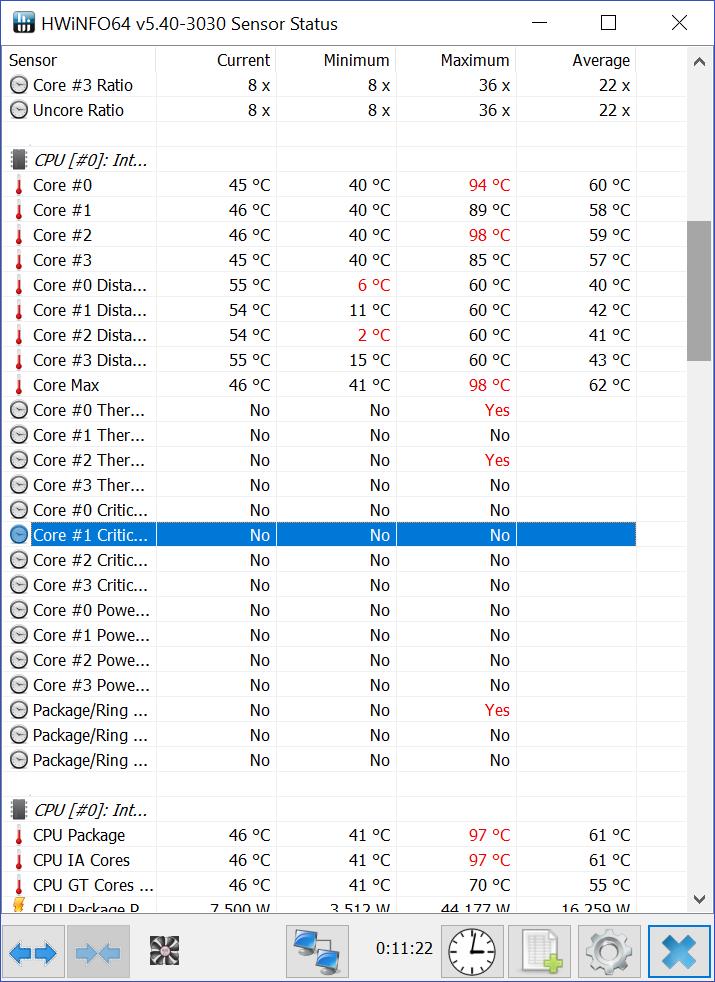 HWiNFO64 v5.40-3030 Sensor Status
Sensor Current Minimum Maximum Average
Core #3 Ratio 8 x 8 x 36 x 22 x
Uncore Ratio 8 x 8 x 36 x 22 x
CPU [#0]: Int...
Core #0 45 °C 40 °C 94 °C 60 °C
Core #1 46 °C 40 °C 89 °C 58 °C
Core #2 46 °C 40 °C 98 °C 59 °C
Core #3 45 °C 40 °C 85 °C 57 °C
Core #0 Dista... 55 °C 6 °C 60 °C 40 °C
Core #1 Dista... 54 °C 11 °C 60 °C 42 °C
Core #2 Dista... 54 °C 2 °C 60 °C 41 °C
Core #3 Dista... 55 °C 15 °C 60 °C 43 °C
Core Max 46 °C 41 °C 98 °C 62 °C
Core #0 Ther... No No Yes
Core #1 Ther... No No No
Core #2 Ther... No No Yes
Core #3 Ther... No No No
Core #0 Critic... No No No
Core #1 Critic... No No No
Core #2 Critic... No No No
Core #3 Critic... No No No
Core #0 Powe... No No No
Core #1 Powe... No No No
Core #2 Powe... No No No
Core #3 Powe... No No No
Package/Ring ... No No Yes
Package/Ring ... No No No
Package/Ring ... No No No
CPU [#0]: Int...
CPU Package 46 °C 41 °C 97 °C 61 °C
CPU IA Cores 46 °C 41 °C 97 °C 61 °C
CPU GT Cores ... 46 °C 41 °C 70 °C 55 °C
CPU Package P... 7.500 W 3.512 W 44.177 W 16.259 W
0:11:22